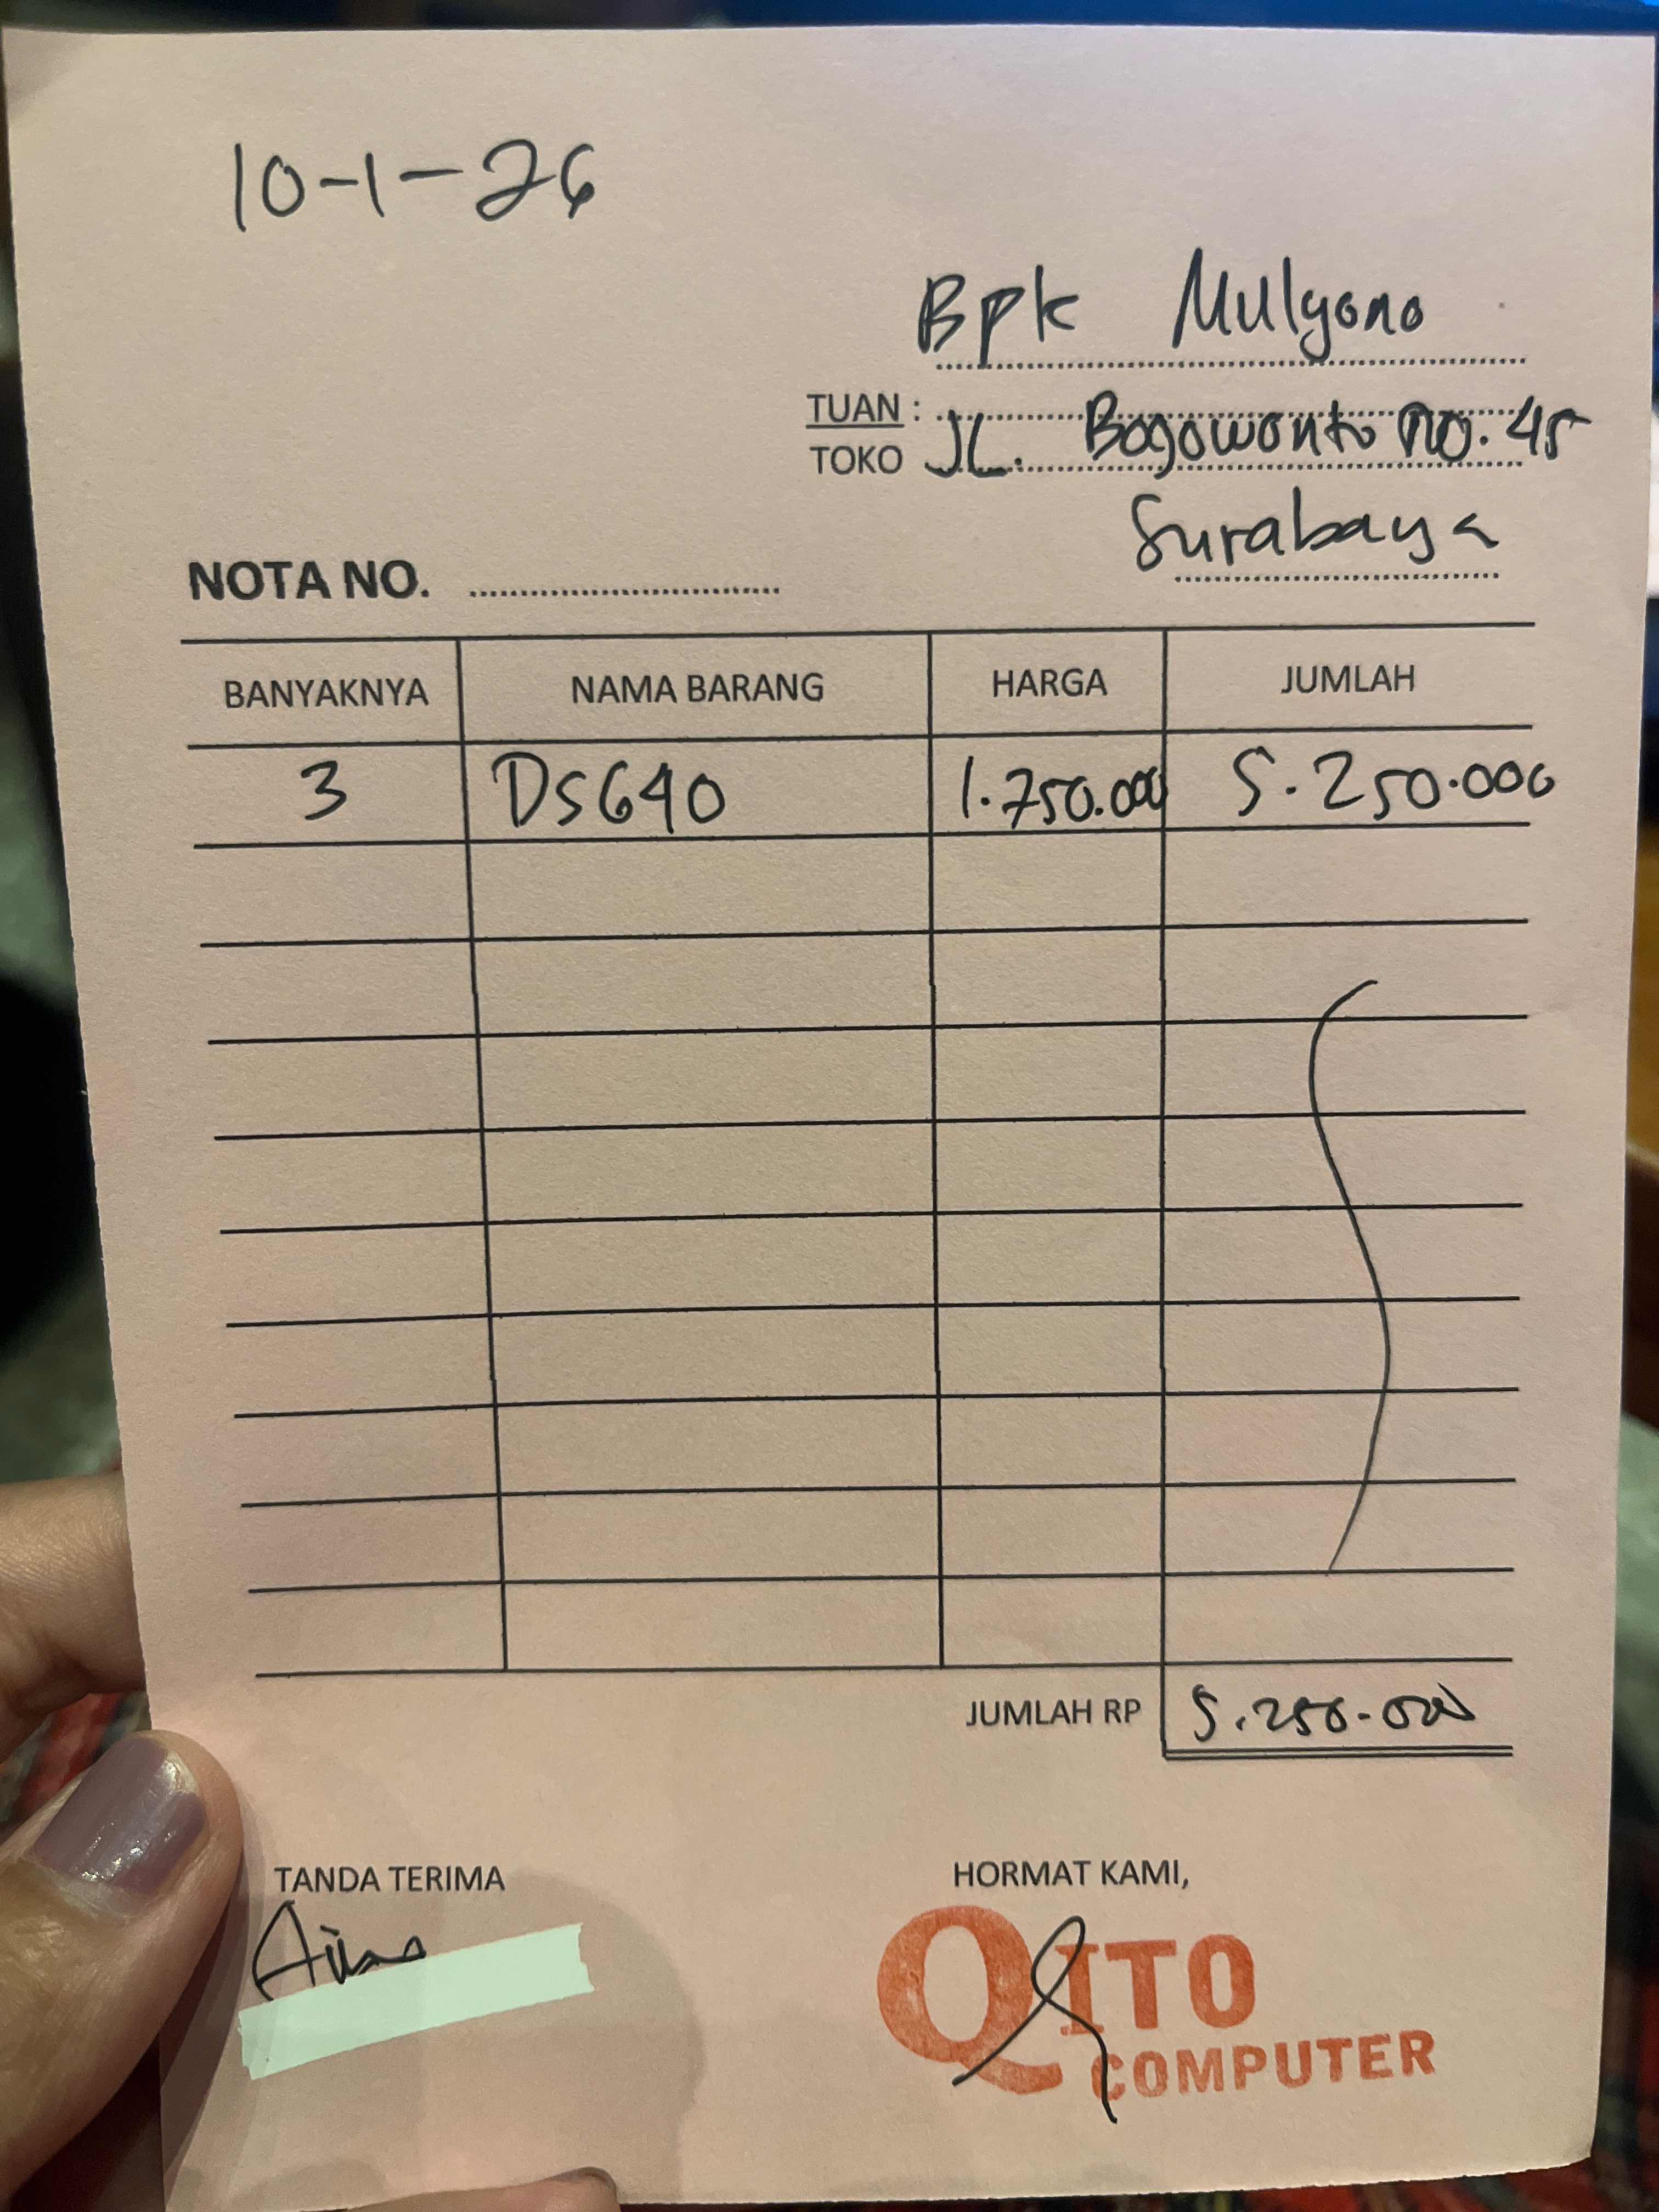 10-1-26
Bpk Mulyono
TUAN :
TOKO JL. Bogowonto no. 45
Surabaya
NOTA NO.
BANYAKNYA NAMA BARANG HARGA JUMLAH
3 DS640 1.750.000 5.250.000
JUMLAH RP 5.250.000
TANDA TERIMA HORMAT KAMI,
QITO
COMPUTER